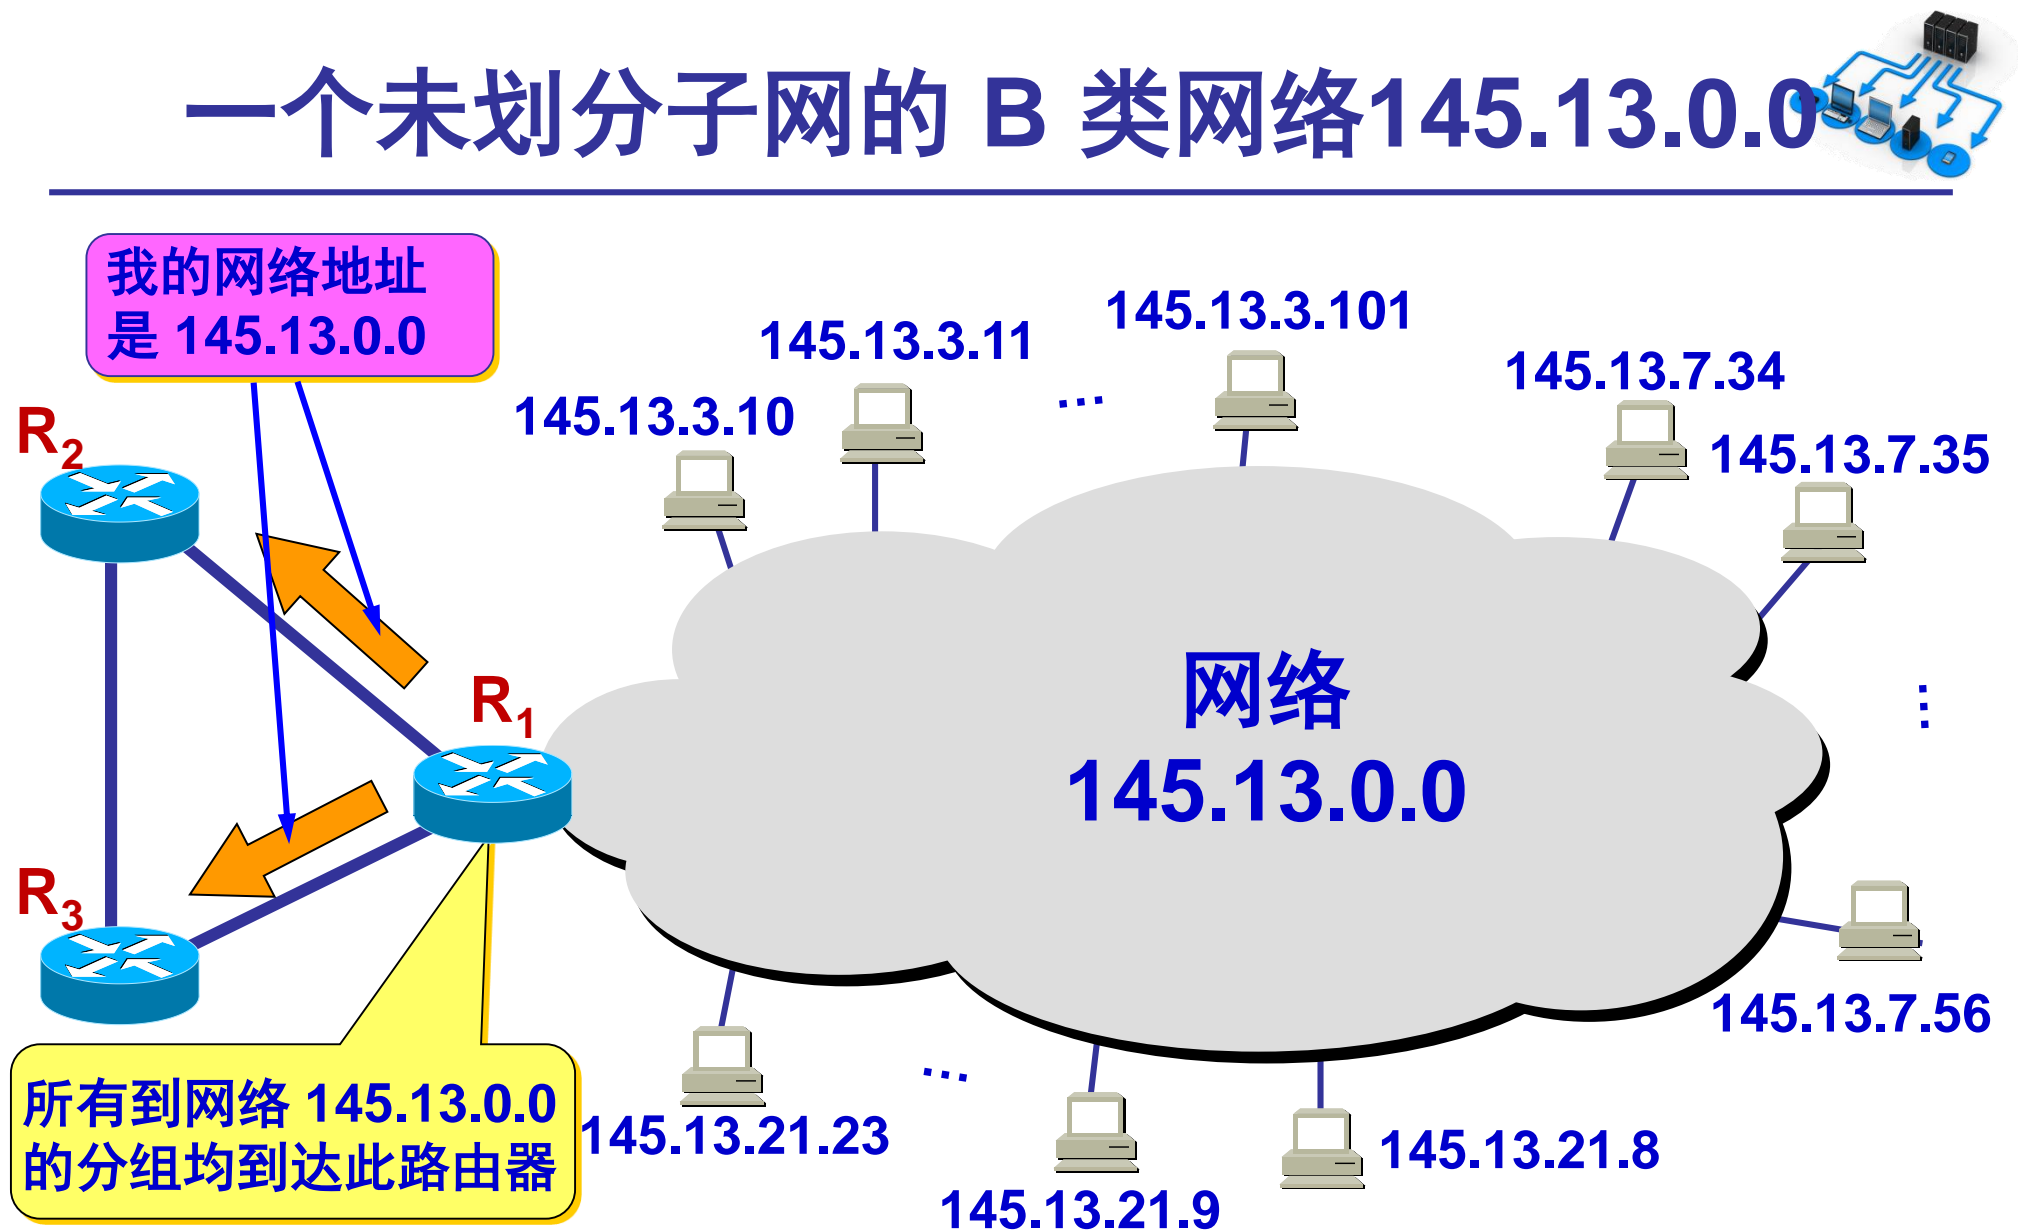 一个未划分子网的 B 类网络145.13.0.0
我的网络地址
是 145.13.0.0
145.13.3.10
145.13.3.11
…
145.13.3.101
145.13.7.34
145.13.7.35
…
145.13.7.56
R2
R1
R3
网络
145.13.0.0
所有到网络 145.13.0.0
的分组均到达此路由器
145.13.21.23
…
145.13.21.9
145.13.21.8